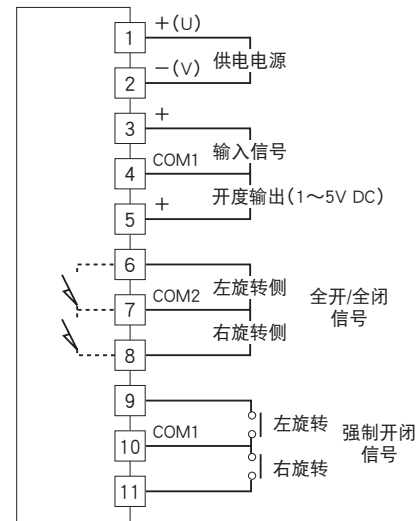 1 +(U)
供电电源
2 −(V)
3 +
输入信号
4 COM1
开度输出(1～5V DC)
5 +
6
左旋转侧
7 COM2
全开/全闭
信号
右旋转侧
8
9
左旋转
10 COM1
强制开闭
信号
右旋转
11